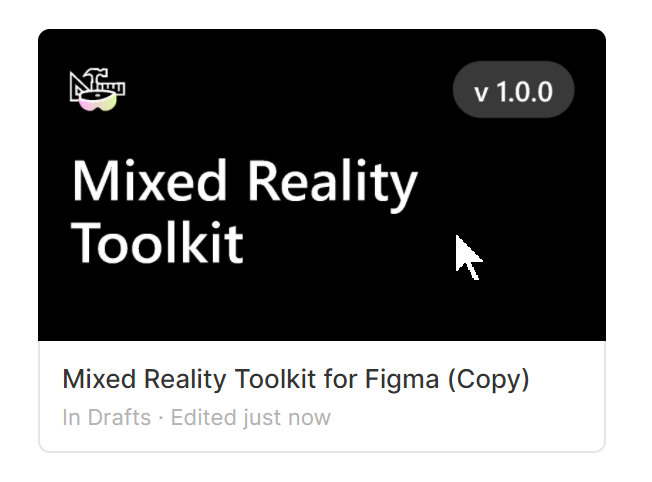 v 1.0.0
Mixed Reality
Toolkit
Mixed Reality Toolkit for Figma (Copy)
In Drafts · Edited just now